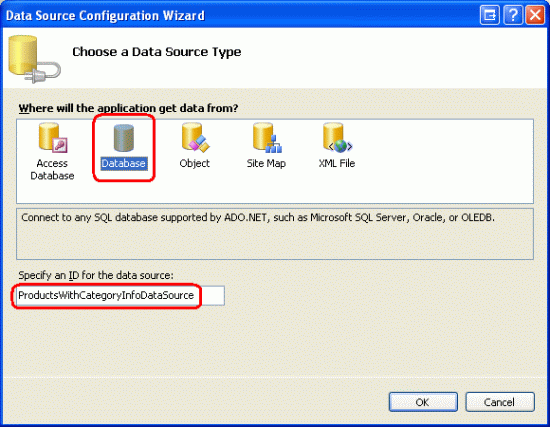 Data Source Configuration Wizard
Choose a Data Source Type
Where will the application get data from?
Access Database
Database
Object
Site Map
XML File
Connect to any SQL database supported by ADO.NET, such as Microsoft SQL Server, Oracle, or OLEDB.
Specify an ID for the data source:
ProductsWithCategoryInfoDataSource
OK
Cancel